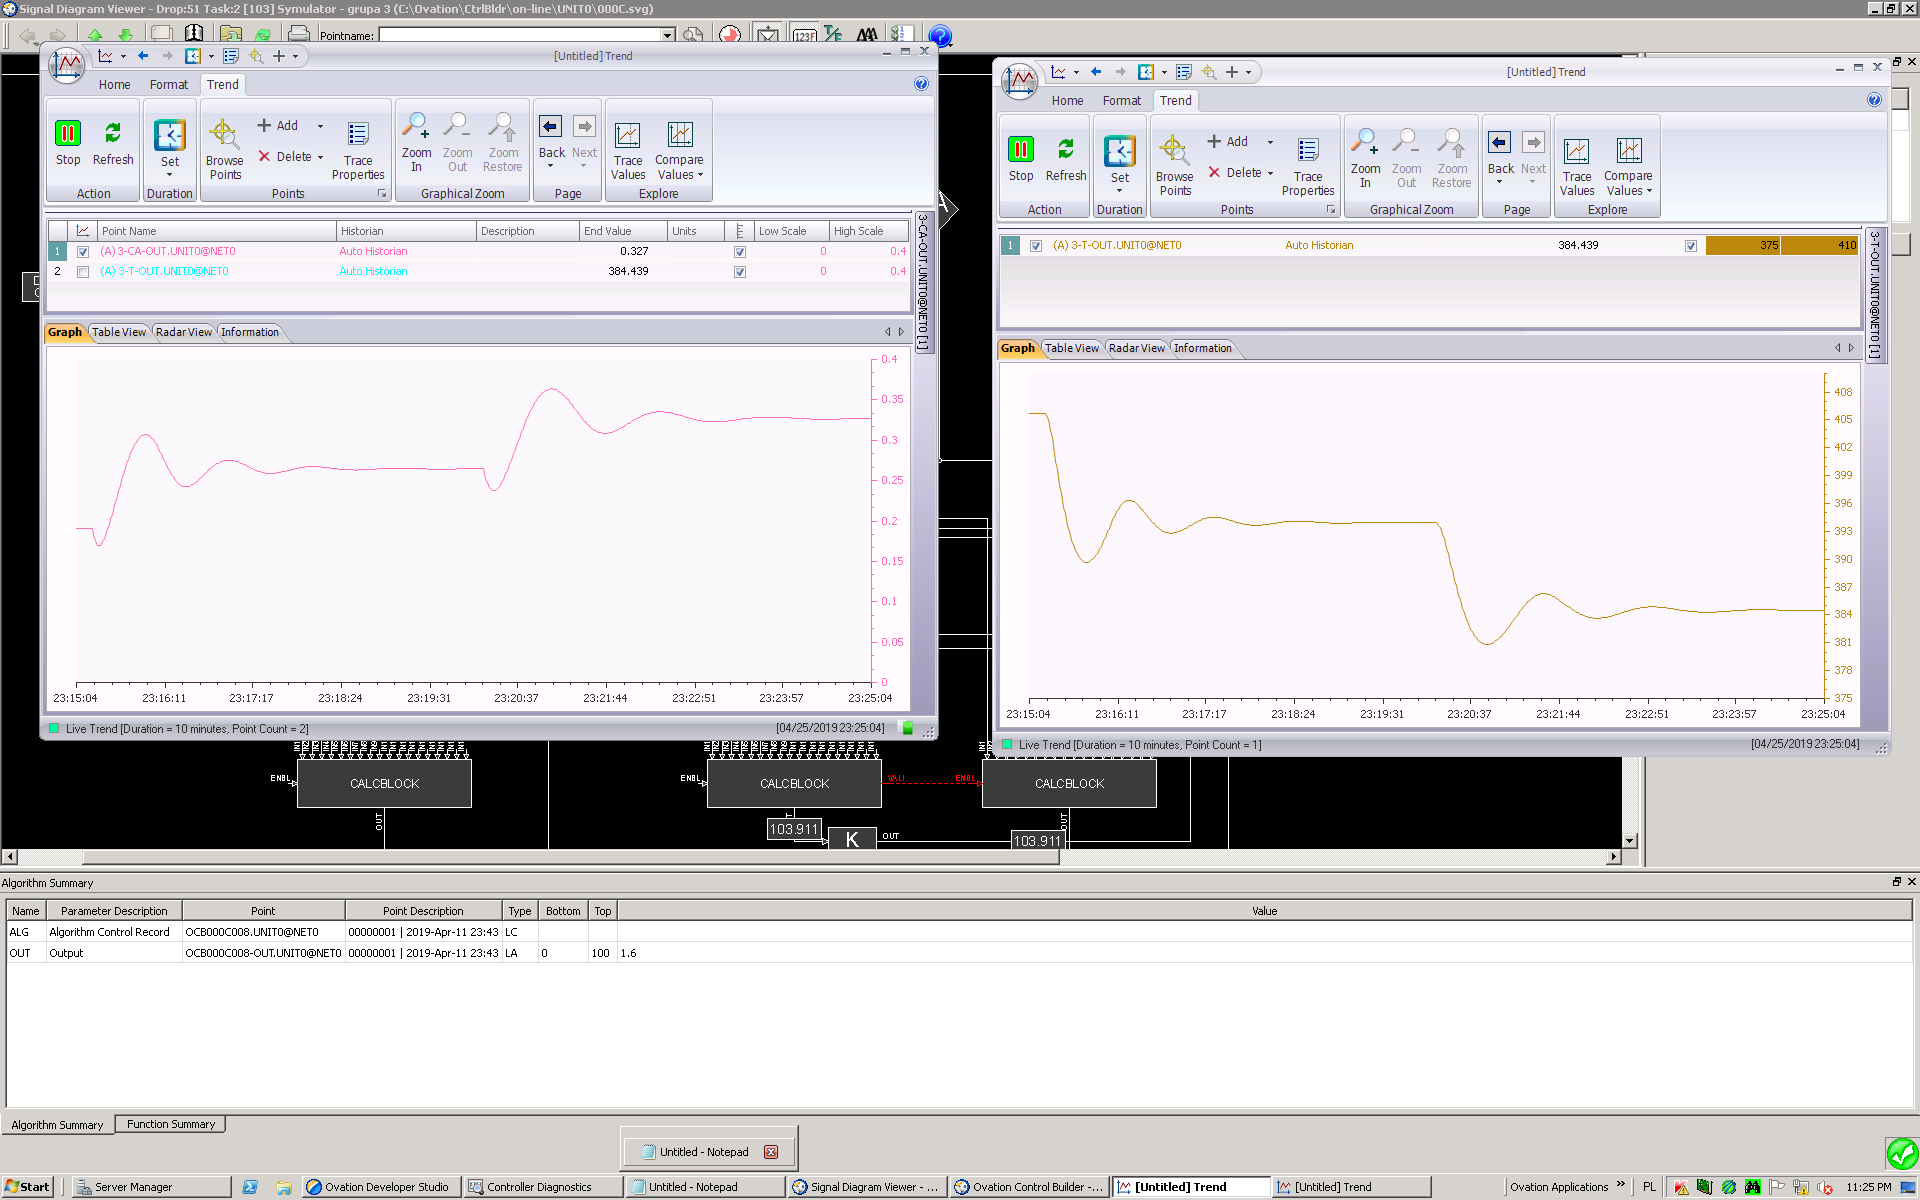 Signal Diagram Viewer - Drop:51 Task:2 [103] Symulator - grupa 3 (C:\Ovation\CtrlBldr\on-line\UNIT0\000C.svg)
Pointname:
[Untitled] Trend
Home Format Trend
Stop Refresh Set Browse Points Add Delete Trace Properties Zoom In Zoom Out Zoom Restore Back Next Trace Values Compare Values
Action Duration Points Graphical Zoom Page Explore
Point Name Historian Description End Value Units Low Scale High Scale
1 (A) 3-CA-OUT.UNIT0@NET0 Auto Historian 0.327 0 0.4
2 (A) 3-T-OUT.UNIT0@NET0 Auto Historian 384.439 0 0.4
3-CA-OUT.UNIT0@NET0 [1]
Graph Table View Radar View Information
0.4
0.35
0.3
0.25
0.2
0.15
0.1
0.05
0
23:15:04 23:16:11 23:17:17 23:18:24 23:19:31 23:20:37 23:21:44 23:22:51 23:23:57 23:25:04
Live Trend [Duration = 10 minutes, Point Count = 2] [04/25/2019 23:25:04]
[Untitled] Trend
Home Format Trend
Stop Refresh Set Browse Points Add Delete Trace Properties Zoom In Zoom Out Zoom Restore Back Next Trace Values Compare Values
Action Duration Points Graphical Zoom Page Explore
1 (A) 3-T-OUT.UNIT0@NET0 Auto Historian 384.439 375 410
3-T-OUT.UNIT0@NET0 [1]
Graph Table View Radar View Information
408
405
402
399
396
393
390
387
384
381
378
375
23:15:04 23:16:11 23:17:17 23:18:24 23:19:31 23:20:37 23:21:44 23:22:51 23:23:57 23:25:04
Live Trend [Duration = 10 minutes, Point Count = 1] [04/25/2019 23:25:04]
ENBL CALCBLOCK ENBL CALCBLOCK VALI ENBL CALCBLOCK
OUT OUT
103.911 K OUT 103.911
Algorithm Summary
Name Parameter Description Point Point Description Type Bottom Top Value
ALG Algorithm Control Record OCB000C008.UNIT0@NET0 00000001 | 2019-Apr-11 23:43 LC
OUT Output OCB000C008-OUT.UNIT0@NET0 00000001 | 2019-Apr-11 23:43 LA 0 100 1.6
Algorithm Summary Function Summary
Untitled - Notepad
Start Server Manager Ovation Developer Studio Controller Diagnostics Untitled - Notepad Signal Diagram Viewer - ... Ovation Control Builder -... [Untitled] Trend [Untitled] Trend Ovation Applications » PL 11:25 PM